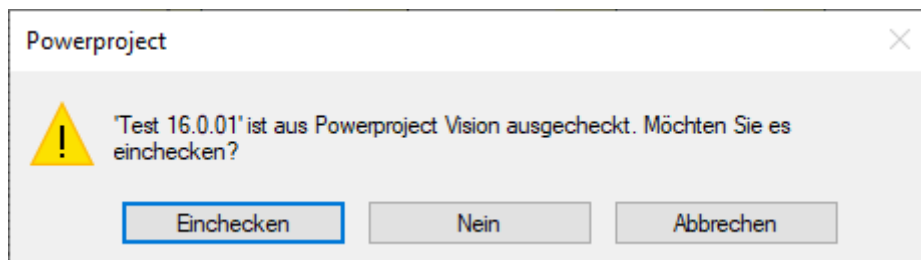 Powerproject
'Test 16.0.01' ist aus Powerproject Vision ausgecheckt. Möchten Sie es
einchecken?
Einchecken Nein Abbrechen